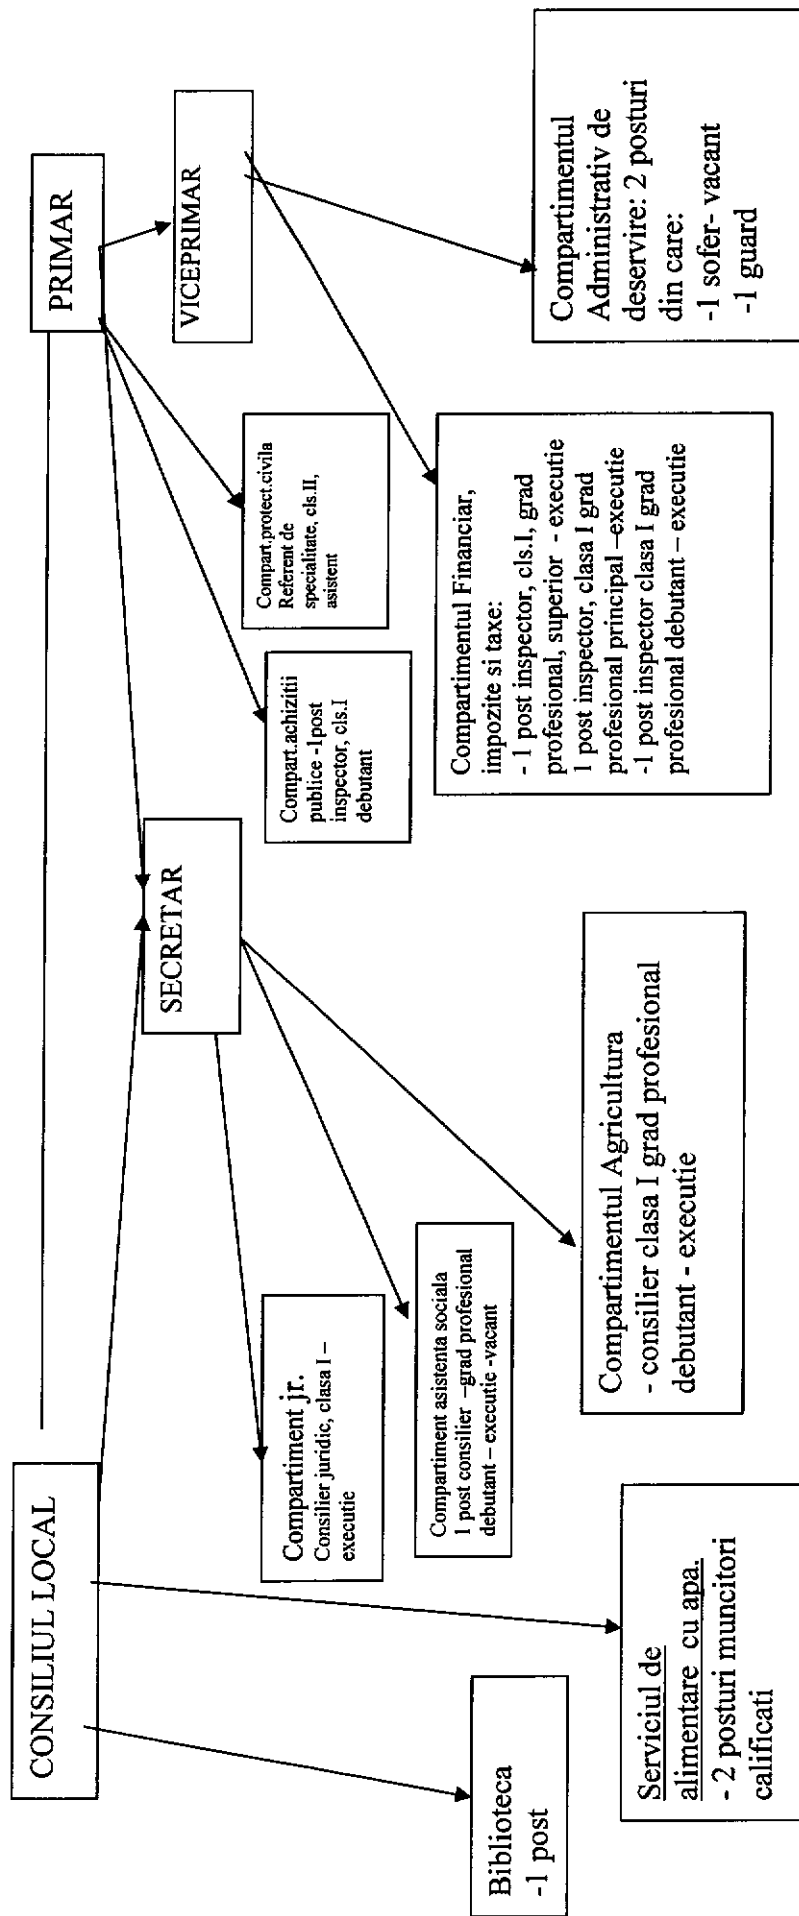 CONSILIUL LOCAL
PRIMAR
VICEPRIMAR
SECRETAR
Compart.protect.civila
Referent de
specialitate, cls.II,
asistent
Compart.achizitii
publice -1post
inspector, cls.I
debutant
Compartiment jr.
Consilier juridic, clasa I –
executie
Compartiment asistenta sociala
1 post consilier –grad profesional
debutant – executie -vacant
Compartimentul Agricultura
- consilier clasa I grad profesional
debutant - executie
Compartimentul Financiar,
impozite si taxe:
- 1 post inspector, cls.I, grad
profesional, superior - executie
1 post inspector, clasa I grad
profesional principal –executie
-1 post inspector clasa I grad
profesional debutant – executie
Compartimentul
Administrativ de
deservire: 2 posturi
din care:
-1 sofer- vacant
-1 guard
Biblioteca
-1 post
Serviciul de
alimentare cu apa.
- 2 posturi muncitori
calificati